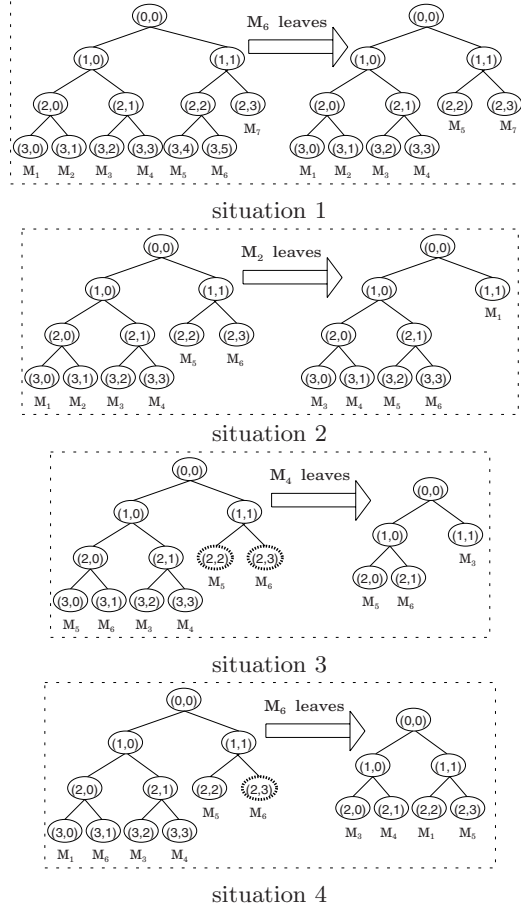 M6 leaves
(0,0) (0,0)
(1,0) (1,1) (1,0) (1,1)
(2,0) (2,1) (2,2) (2,3) (2,0) (2,1) (2,2) (2,3)
M7 M5 M7
(3,0) (3,1) (3,2) (3,3) (3,4) (3,5) (3,0) (3,1) (3,2) (3,3)
M1 M2 M3 M4 M5 M6 M1 M2 M3 M4
situation 1
M2 leaves
(0,0) (0,0)
(1,0) (1,1) (1,0) (1,1)
M1
(2,0) (2,1) (2,2) (2,3) (2,0) (2,1)
M5 M6
(3,0) (3,1) (3,2) (3,3) (3,0) (3,1) (3,2) (3,3)
M1 M2 M3 M4 M3 M4 M5 M6
situation 2
M4 leaves
(0,0) (0,0)
(1,0) (1,1) (1,0) (1,1)
M3
(2,0) (2,1) (2,2) (2,3) (2,0) (2,1)
M5 M6 M5 M6
(3,0) (3,1) (3,2) (3,3)
M5 M6 M3 M4
situation 3
M6 leaves
(0,0) (0,0)
(1,0) (1,1) (1,0) (1,1)
(2,0) (2,1) (2,2) (2,3) (2,0) (2,1) (2,2) (2,3)
M5 M6 M3 M4 M1 M5
(3,0) (3,1) (3,2) (3,3)
M1 M6 M3 M4
situation 4